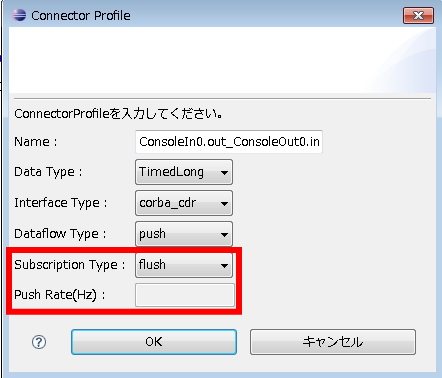 Connector Profile
ConnectorProfileを入力してください。
Name : ConsoleIn0.out_ConsoleOut0.in
Data Type : TimedLong
Interface Type : corba_cdr
Dataflow Type : push
Subscription Type : flush
Push Rate(Hz) :
OK キャンセル